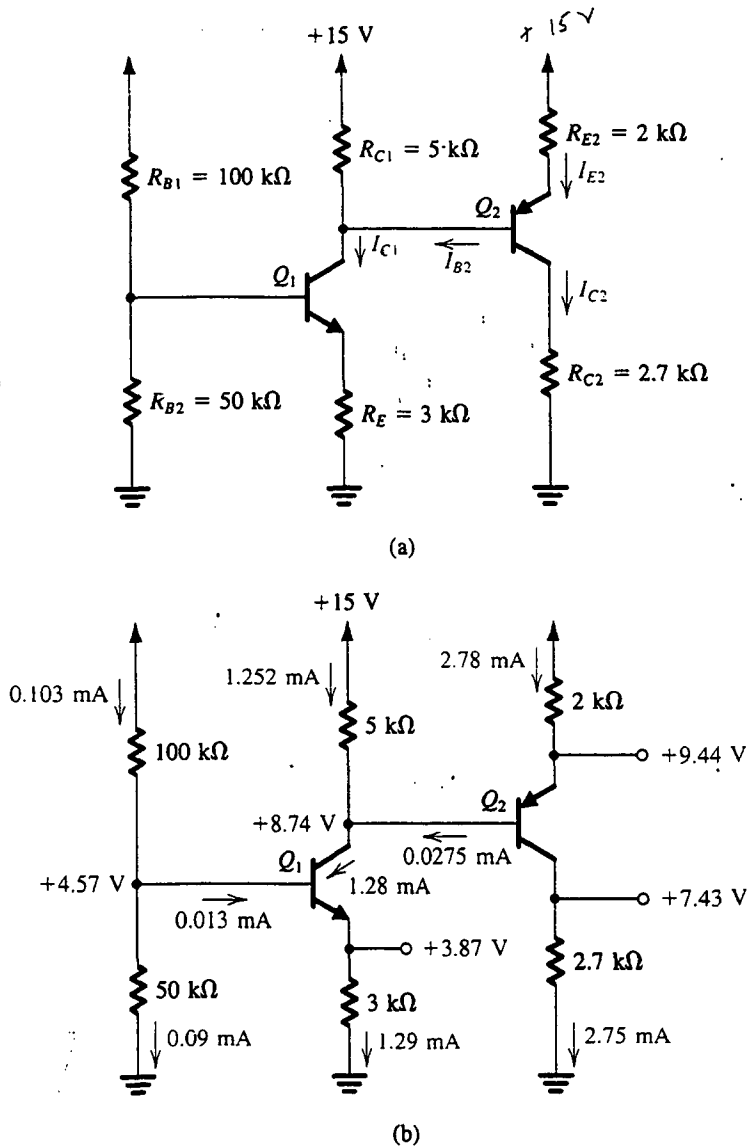 +15 V
+ 15 V
R_{E2} = 2 kΩ
R_{C1} = 5 kΩ
R_{B1} = 100 kΩ
I_{E2}
Q_2
I_{C1}
I_{B2}
Q_1
I_{C2}
R_{C2} = 2.7 kΩ
R_{B2} = 50 kΩ
R_E = 3 kΩ
(a)
+15 V
2.78 mA
1.252 mA
0.103 mA
2 kΩ
5 kΩ
100 kΩ
+9.44 V
Q_2
+8.74 V
0.0275 mA
Q_1
1.28 mA
+4.57 V
+7.43 V
0.013 mA
+3.87 V
2.7 kΩ
50 kΩ
3 kΩ
0.09 mA
1.29 mA
2.75 mA
(b)